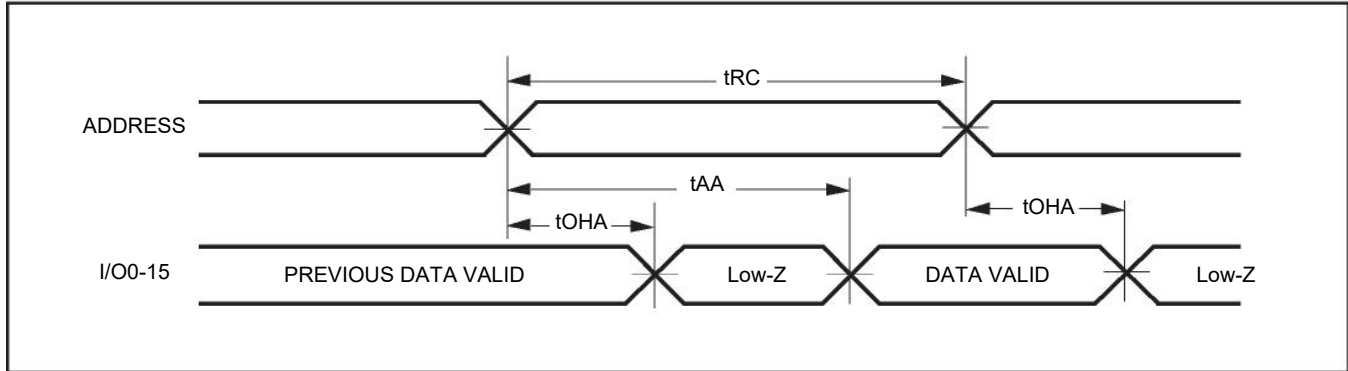 tRC
ADDRESS
tAA
tOHA
tOHA
I/O0-15
PREVIOUS DATA VALID
Low-Z
DATA VALID
Low-Z